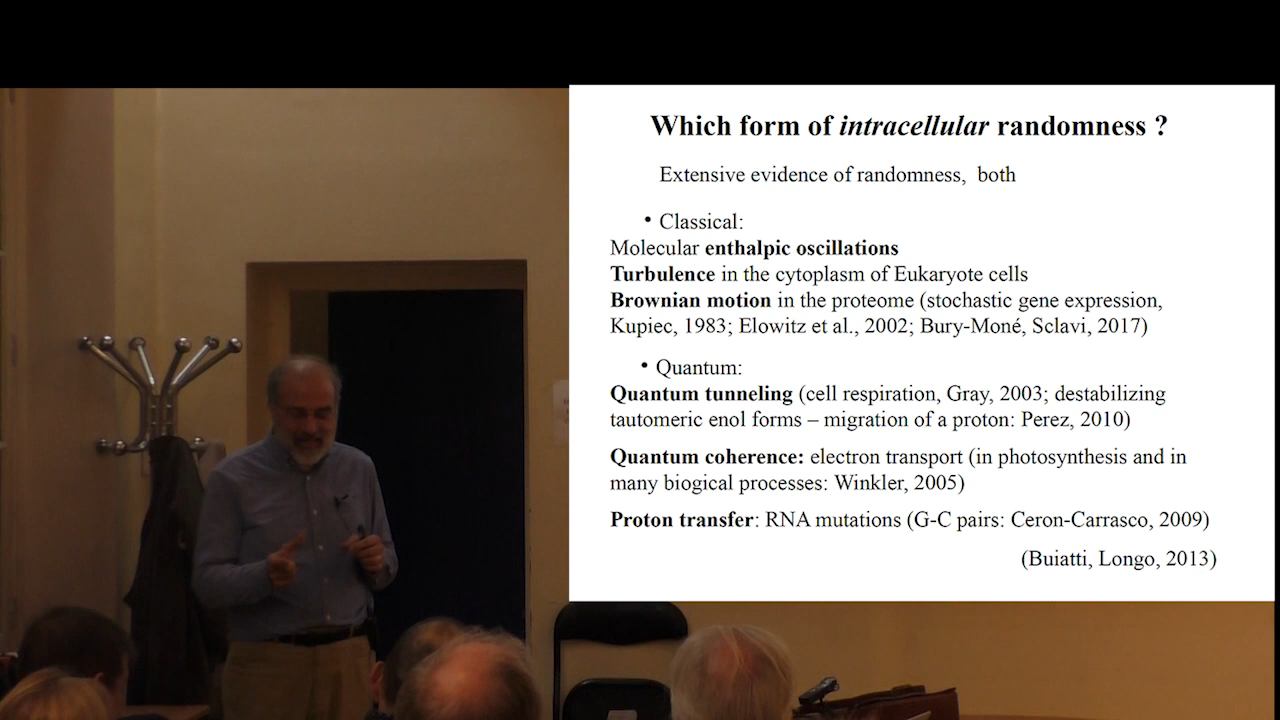 Which form of intracellular randomness ?
Extensive evidence of randomness, both
• Classical:
Molecular enthalpic oscillations
Turbulence in the cytoplasm of Eukaryote cells
Brownian motion in the proteome (stochastic gene expression,
Kupiec, 1983; Elowitz et al., 2002; Bury-Moné, Sclavi, 2017)
• Quantum:
Quantum tunneling (cell respiration, Gray, 2003; destabilizing
tautomeric enol forms – migration of a proton: Perez, 2010)
Quantum coherence: electron transport (in photosynthesis and in
many biogical processes: Winkler, 2005)
Proton transfer: RNA mutations (G-C pairs: Ceron-Carrasco, 2009)
(Buiatti, Longo, 2013)